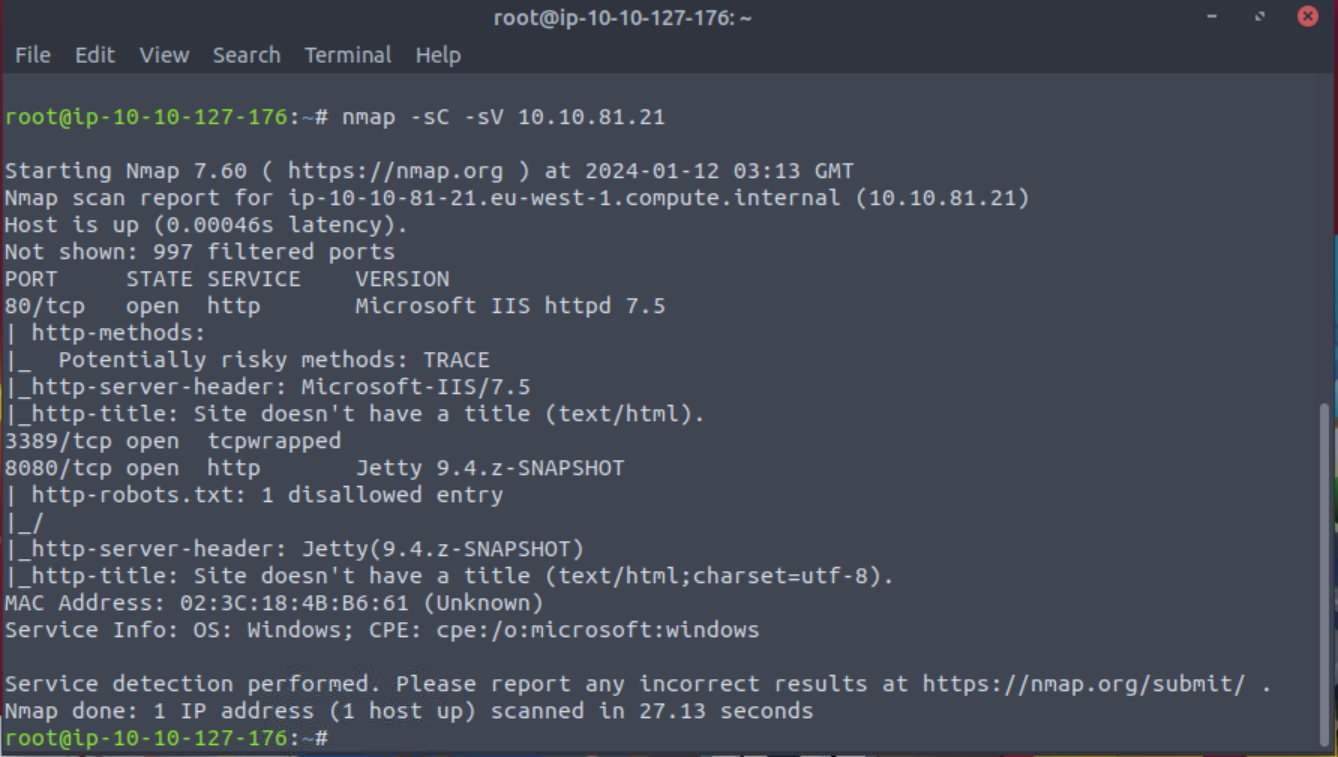 root@ip-10-10-127-176: ~
File Edit View Search Terminal Help
root@ip-10-10-127-176:~# nmap -sC -sV 10.10.81.21
Starting Nmap 7.60 ( https://nmap.org ) at 2024-01-12 03:13 GMT
Nmap scan report for ip-10-10-81-21.eu-west-1.compute.internal (10.10.81.21)
Host is up (0.00046s latency).
Not shown: 997 filtered ports
PORT     STATE SERVICE    VERSION
80/tcp   open  http       Microsoft IIS httpd 7.5
| http-methods:
|_  Potentially risky methods: TRACE
|_http-server-header: Microsoft-IIS/7.5
|_http-title: Site doesn't have a title (text/html).
3389/tcp open  tcpwrapped
8080/tcp open  http       Jetty 9.4.z-SNAPSHOT
| http-robots.txt: 1 disallowed entry
|_/
|_http-server-header: Jetty(9.4.z-SNAPSHOT)
|_http-title: Site doesn't have a title (text/html;charset=utf-8).
MAC Address: 02:3C:18:4B:B6:61 (Unknown)
Service Info: OS: Windows; CPE: cpe:/o:microsoft:windows
Service detection performed. Please report any incorrect results at https://nmap.org/submit/ .
Nmap done: 1 IP address (1 host up) scanned in 27.13 seconds
root@ip-10-10-127-176:~#